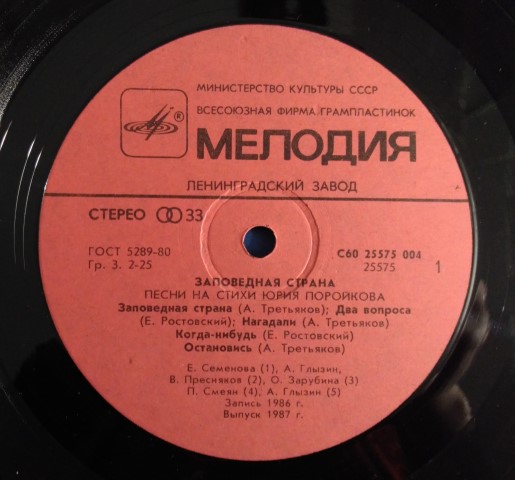 МИНИСТЕРСТВО КУЛЬТУРЫ СССР
ВСЕСОЮЗНАЯ ФИРМА ГРАМПЛАСТИНОК
®
МЕЛОДИЯ
ЛЕНИНГРАДСКИЙ ЗАВОД
СТЕРЕО 33
ГОСТ 5289-80
Гр. 3. 2-25
С60 25575 004
25575
1
ЗАПОВЕДНАЯ СТРАНА
ПЕСНИ НА СТИХИ ЮРИЯ ПОРОЙКОВА
Заповедная страна (А. Третьяков); Два вопроса
(Е. Ростовский); Нагадали (А. Третьяков)
Когда-нибудь (Е. Ростовский)
Остановись (А. Третьяков)
Е. Семенова (1), А. Глызин,
В. Пресняков (2), О. Зарубина (3)
П. Смеян (4), А. Глызин (5)
Запись 1986 г.
Выпуск 1987 г.